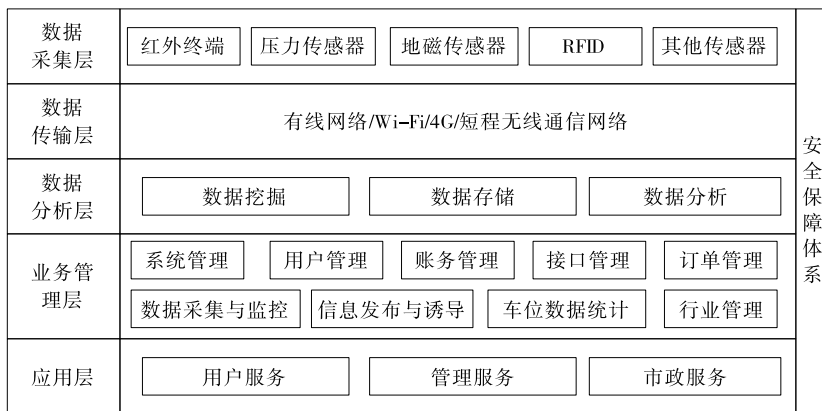 数据
采集层
红外终端
压力传感器
地磁传感器
RFID
其他传感器
数据
传输层
有线网络/Wi-Fi/4G/短程无线通信网络
数据
分析层
数据挖掘
数据存储
数据分析
业务管
理层
系统管理
用户管理
账务管理
接口管理
订单管理
数据采集与监控
信息发布与诱导
车位数据统计
行业管理
应用层
用户服务
管理服务
市政服务
安全保障体系